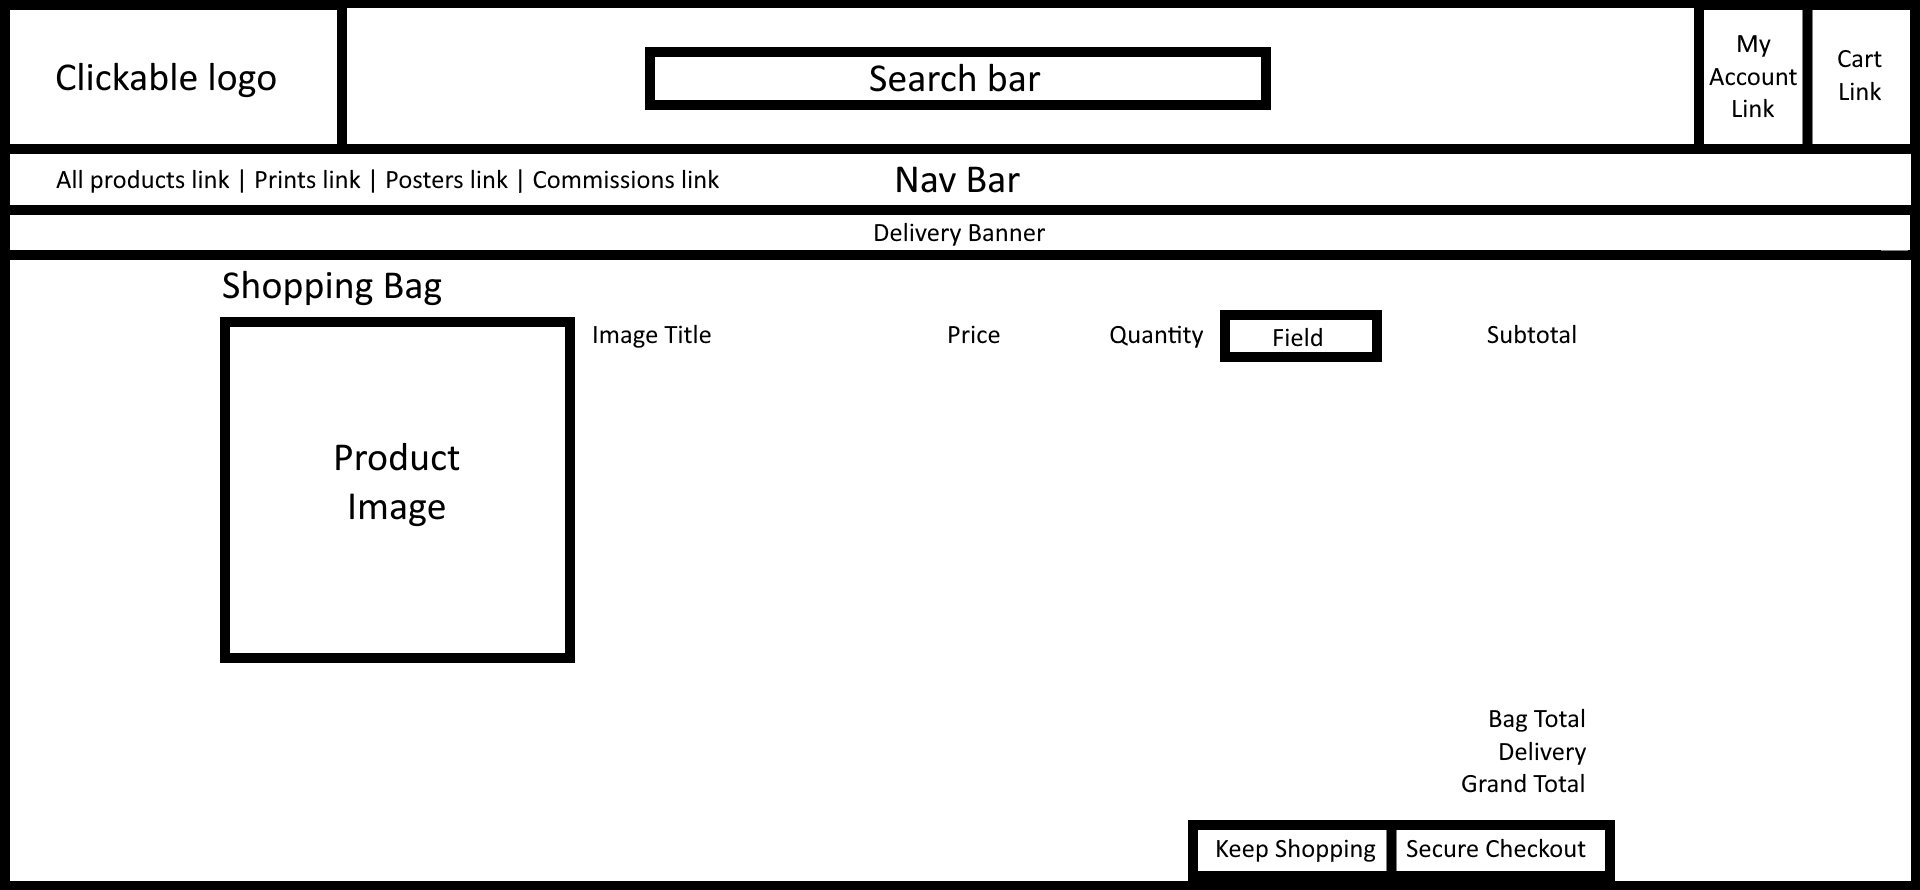 Clickable logo
Search bar
My
Account
Link
Cart
Link
All products link | Prints link | Posters link | Commissions link
Nav Bar
Delivery Banner
Shopping Bag
Product
Image
Image Title
Price
Quantity
Field
Subtotal
Bag Total
Delivery
Grand Total
Keep Shopping
Secure Checkout